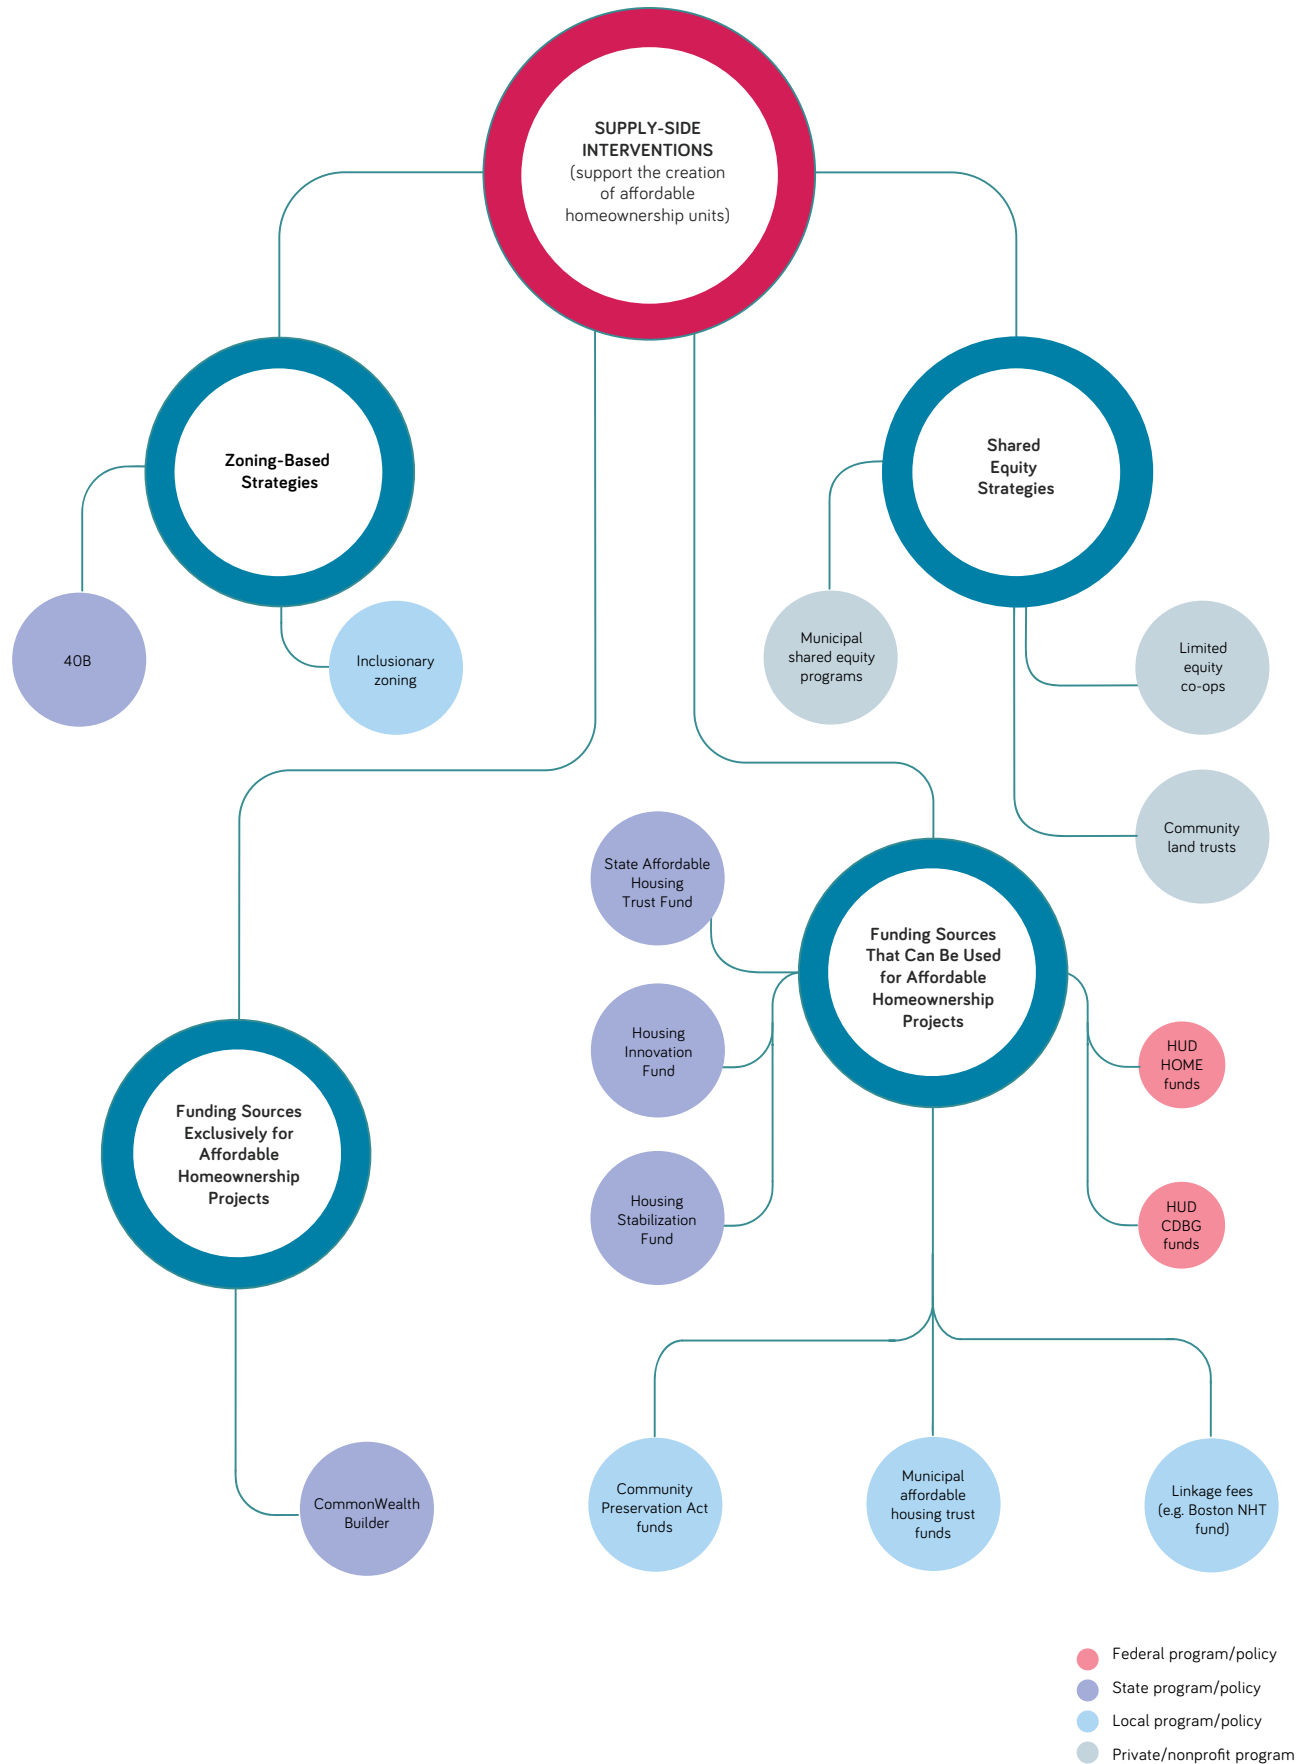 SUPPLY-SIDE
INTERVENTIONS
(support the creation
of affordable
homeownership units)
Zoning-Based
Strategies
Shared
Equity
Strategies
40B
Inclusionary
zoning
Municipal
shared equity
programs
Limited
equity
co-ops
Community
land trusts
State Affordable
Housing
Trust Fund
Funding Sources
That Can Be Used
for Affordable
Homeownership
Projects
Housing
Innovation
Fund
HUD
HOME
funds
Funding Sources
Exclusively for
Affordable
Homeownership
Projects
Housing
Stabilization
Fund
HUD
CDBG
funds
CommonWealth
Builder
Community
Preservation Act
funds
Municipal
affordable
housing trust
funds
Linkage fees
(e.g. Boston NHT
fund)
Federal program/policy
State program/policy
Local program/policy
Private/nonprofit program